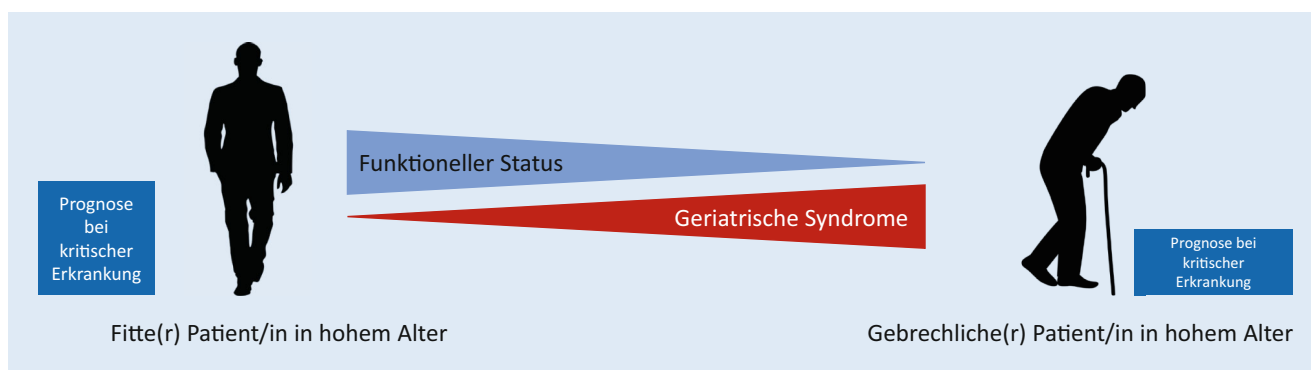 Funktioneller Status
Geriatrische Syndrome
Prognose
bei
kritischer
Erkrankung
Prognose bei
kritischer
Erkrankung
Fitte(r) Patient/in in hohem Alter
Gebrechliche(r) Patient/in in hohem Alter